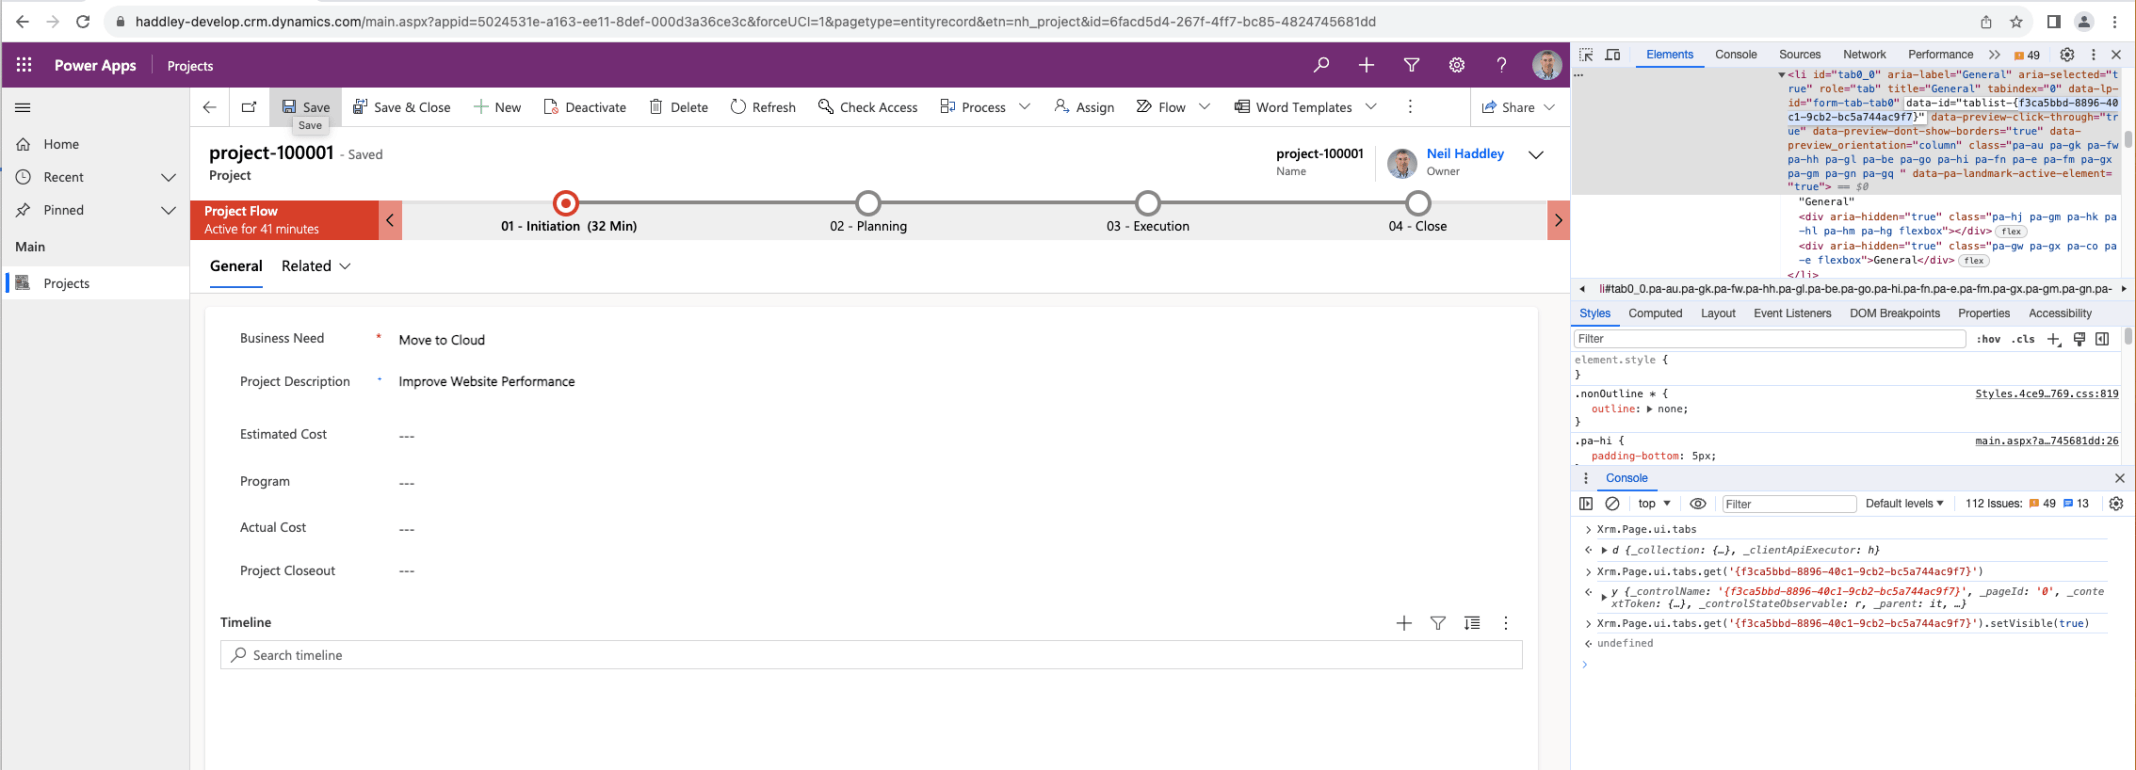 haddley-develop.crm.dynamics.com/main.aspx?appid=5024531e-a163-ee11-8def-000d3a36ce3c&forceUCI=1&pagetype=entityrecord&etn=nh_project&id=6facd5d4-267f-4ff7-bc85-4824745681dd
Power Apps
Projects
Save
Save & Close
New
Deactivate
Delete
Refresh
Check Access
Process
Assign
Flow
Word Templates
Share
Save
Home
Recent
Pinned
Main
Projects
project-100001 - Saved
Project
project-100001
Name
Neil Haddley
Owner
Project Flow
Active for 41 minutes
01 - Initiation (32 Min)
02 - Planning
03 - Execution
04 - Close
General
Related
Business Need
*
Move to Cloud
Project Description
Improve Website Performance
Estimated Cost
---
Program
---
Actual Cost
---
Project Closeout
---
Timeline
Search timeline
Elements
Console
Sources
Network
Performance
49
<li id="tab0_0" aria-label="General" aria-selected="t
rue" role="tab" title="General" tabindex="0" data-lp-
id="form-tab-tab0" data-id="tablist-{f3ca5bbd-8896-40
c1-9cb2-bc5a744ac9f7}" data-preview-click-through="tr
ue" data-preview-dont-show-borders="true" data-
preview_orientation="column" class="pa-au pa-gk pa-fw
pa-hh pa-gl pa-be pa-go pa-hi pa-fn pa-e pa-fm pa-gx
pa-gm pa-gn pa-gq " data-pa-landmark-active-element=
"true"> == $0
"General"
<div aria-hidden="true" class="pa-hj pa-gm pa-hk pa
-hl pa-hm pa-hg flexbox"></div> flex
<div aria-hidden="true" class="pa-gw pa-gx pa-co pa
-e flexbox">General</div> flex
</li>
li#tab0_0.pa-au.pa-gk.pa-fw.pa-hh.pa-gl.pa-be.pa-go.pa-hi.pa-fn.pa-e.pa-fm.pa-gx.pa-gm.pa-gn.pa-
Styles
Computed
Layout
Event Listeners
DOM Breakpoints
Properties
Accessibility
Filter
:hov .cls
element.style {
}
.nonOutline * {
Styles.4ce9…769.css:819
outline: none;
}
.pa-hi {
main.aspx?a…745681dd:26
padding-bottom: 5px;
Console
top
Filter
Default levels
112 Issues: 49 13
Xrm.Page.ui.tabs
d {_collection: {…}, _clientApiExecutor: h}
Xrm.Page.ui.tabs.get('{f3ca5bbd-8896-40c1-9cb2-bc5a744ac9f7}')
y {_controlName: '{f3ca5bbd-8896-40c1-9cb2-bc5a744ac9f7}', _pageId: '0', _conte
xtToken: {…}, _controlStateObservable: r, _parent: it, …}
Xrm.Page.ui.tabs.get('{f3ca5bbd-8896-40c1-9cb2-bc5a744ac9f7}').setVisible(true)
undefined